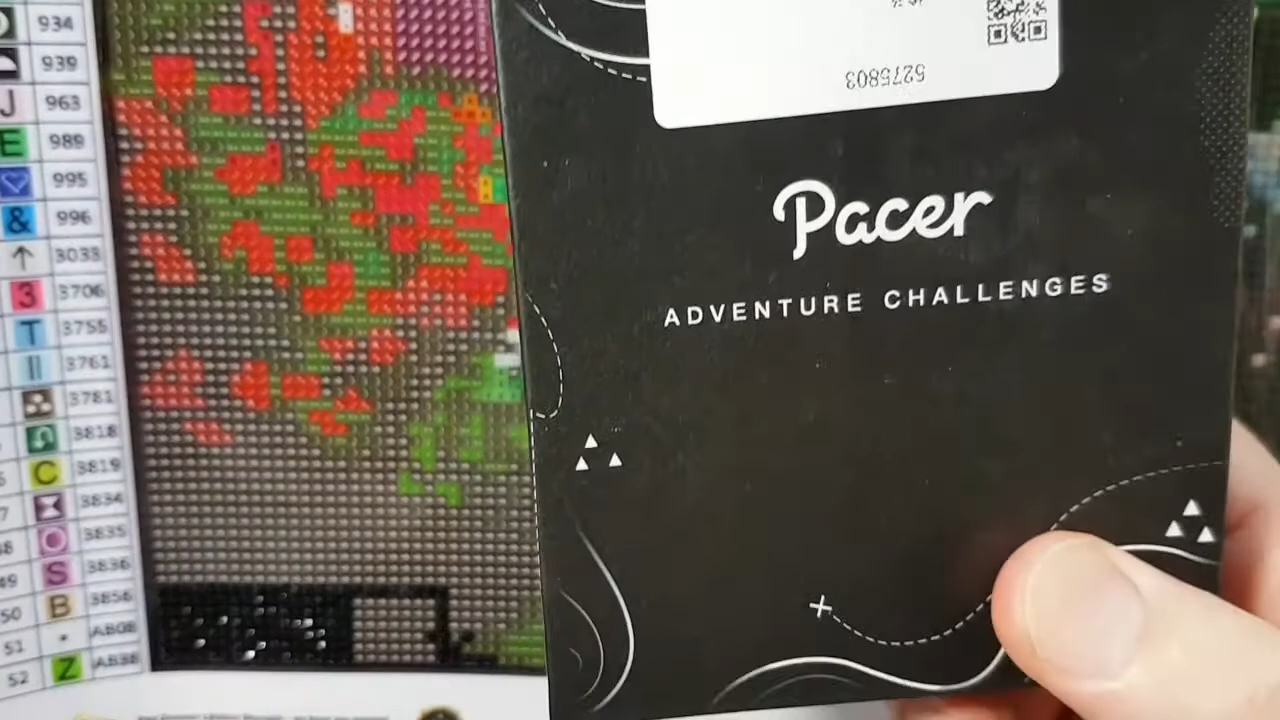 934
939
J 963
E 989
995
& 996
↑ 3033
3 3706
T 3755
|| 3761
3781
3818
C 3819
3834
3835
49 S 3836
50 B 3856
51 • AB08
52 Z AB38
5275803
Pacer
ADVENTURE CHALLENGES